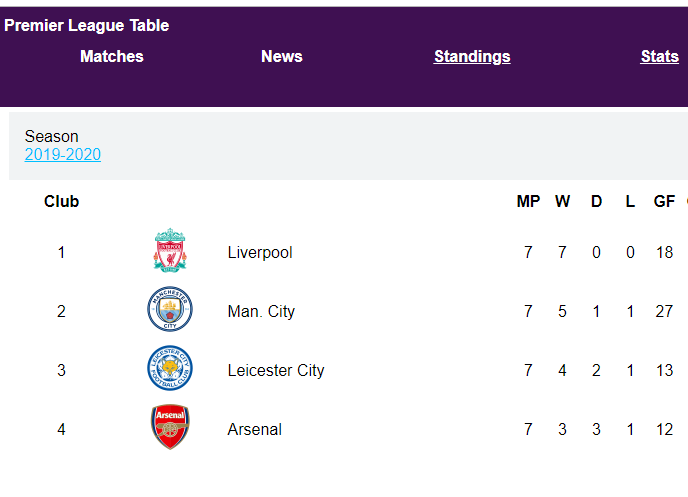 Premier League Table
Matches News Standings Stats
Season
2019-2020
Club MP W D L GF
1 LIVERPOOL Liverpool 7 7 0 0 18
2 MANCHESTER CITY Man. City 7 5 1 1 27
3 LEICESTER CITY FOOTBALL CLUB Leicester City 7 4 2 1 13
4 Arsenal Arsenal 7 3 3 1 12